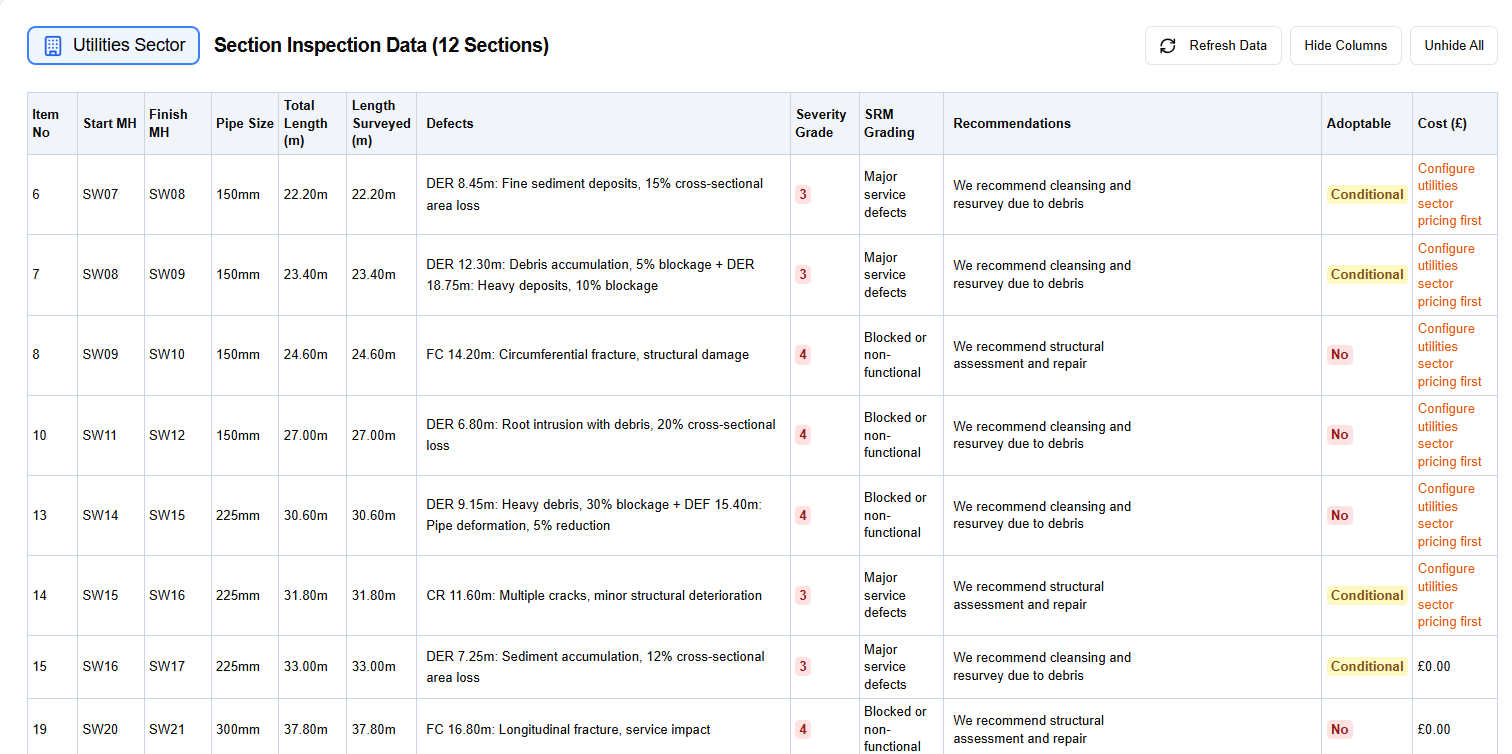 Utilities Sector
Section Inspection Data (12 Sections)
Refresh Data
Hide Columns
Unhide All
Item
No
Start MH
Finish
MH
Pipe Size
Total
Length
(m)
Length
Surveyed
(m)
Defects
Severity
Grade
SRM
Grading
Recommendations
Adoptable
Cost (£)
6
SW07
SW08
150mm
22.20m
22.20m
DER 8.45m: Fine sediment deposits, 15% cross-sectional
area loss
3
Major
service
defects
We recommend cleansing and
resurvey due to debris
Conditional
Configure
utilities
sector
pricing first
7
SW08
SW09
150mm
23.40m
23.40m
DER 12.30m: Debris accumulation, 5% blockage + DER
18.75m: Heavy deposits, 10% blockage
3
Major
service
defects
We recommend cleansing and
resurvey due to debris
Conditional
Configure
utilities
sector
pricing first
8
SW09
SW10
150mm
24.60m
24.60m
FC 14.20m: Circumferential fracture, structural damage
4
Blocked or
non-
functional
We recommend structural
assessment and repair
No
Configure
utilities
sector
pricing first
10
SW11
SW12
150mm
27.00m
27.00m
DER 6.80m: Root intrusion with debris, 20% cross-sectional
loss
4
Blocked or
non-
functional
We recommend cleansing and
resurvey due to debris
No
Configure
utilities
sector
pricing first
13
SW14
SW15
225mm
30.60m
30.60m
DER 9.15m: Heavy debris, 30% blockage + DEF 15.40m:
Pipe deformation, 5% reduction
4
Blocked or
non-
functional
We recommend cleansing and
resurvey due to debris
No
Configure
utilities
sector
pricing first
14
SW15
SW16
225mm
31.80m
31.80m
CR 11.60m: Multiple cracks, minor structural deterioration
3
Major
service
defects
We recommend structural
assessment and repair
Conditional
Configure
utilities
sector
pricing first
15
SW16
SW17
225mm
33.00m
33.00m
DER 7.25m: Sediment accumulation, 12% cross-sectional
area loss
3
Major
service
defects
We recommend cleansing and
resurvey due to debris
Conditional
£0.00
19
SW20
SW21
300mm
37.80m
37.80m
FC 16.80m: Longitudinal fracture, service impact
4
Blocked or
non-
functional
We recommend structural
assessment and repair
No
£0.00